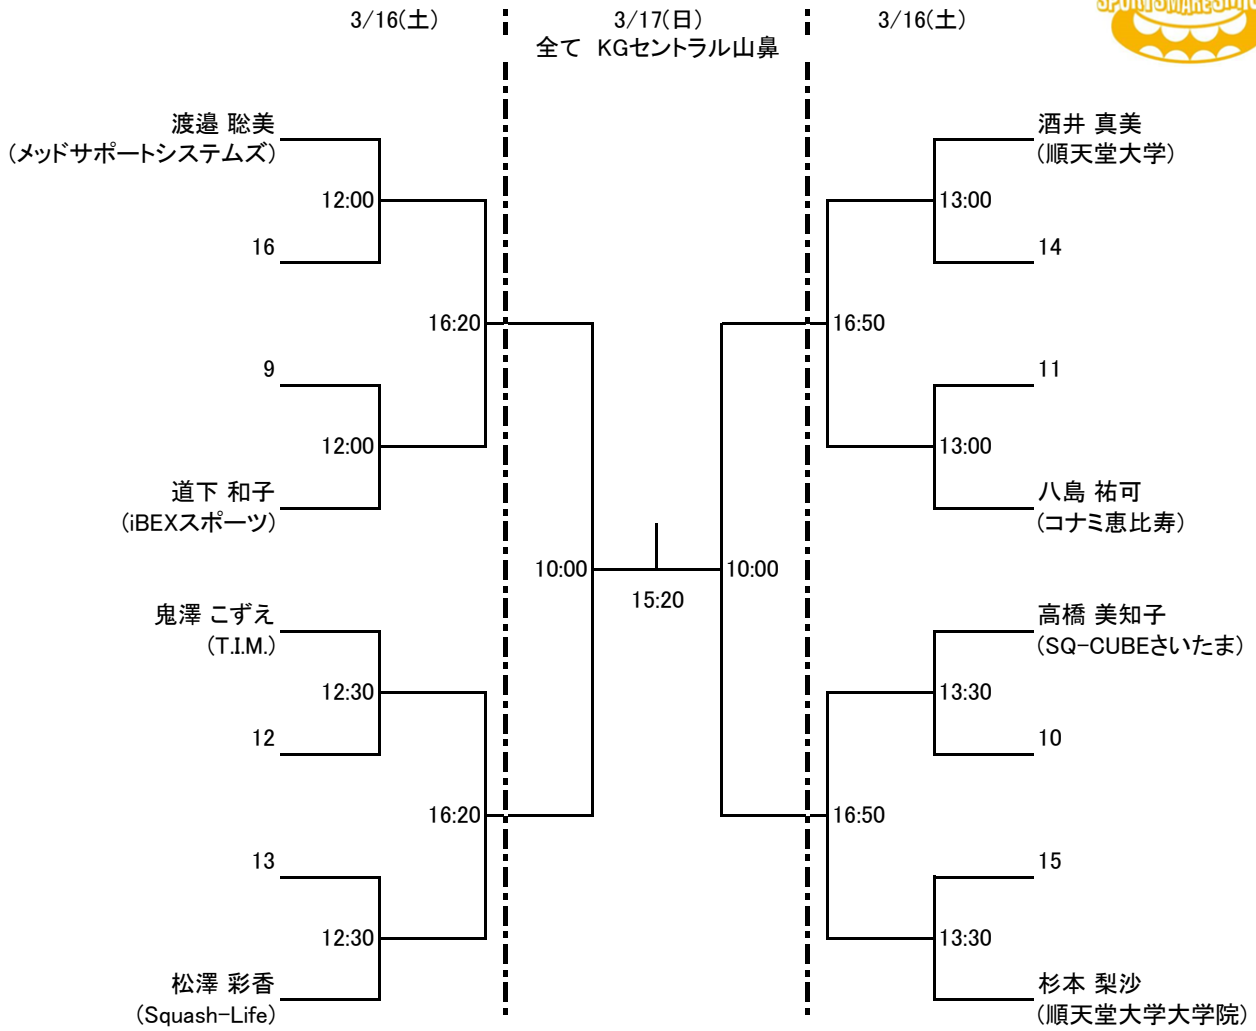 3/16(土)
3/17(日)
全て KGセントラル山鼻
3/16(土)
SPORTS MAKE SMILE
渡邉 聡美
(メッドサポートシステムズ)
12:00
16
16:20
9
12:00
道下 和子
(iBEXスポーツ)
鬼澤 こずえ
(T.I.M.)
12:30
12
16:20
13
12:30
松澤 彩香
(Squash-Life)
10:00
15:20
10:00
酒井 真美
(順天堂大学)
13:00
14
16:50
11
13:00
八島 祐可
(コナミ恵比寿)
高橋 美知子
(SQ-CUBEさいたま)
13:30
10
16:50
15
13:30
杉本 梨沙
(順天堂大学大学院)